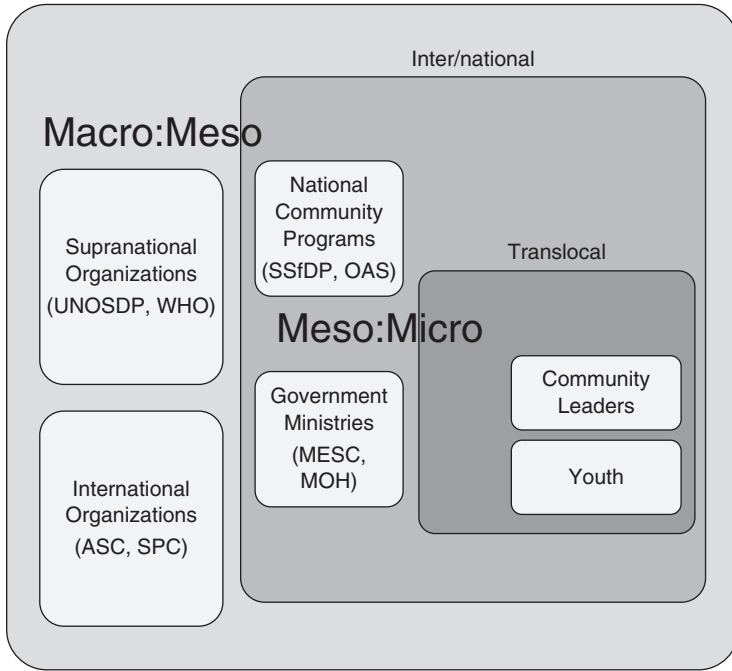 Inter/national
Macro:Meso
Supranational
Organizations
(UNOSDP, WHO)
International
Organizations
(ASC, SPC)
National
Community
Programs
(SSfDP, OAS)
Meso:Micro
Government
Ministries
(MESC,
MOH)
Translocal
Community
Leaders
Youth